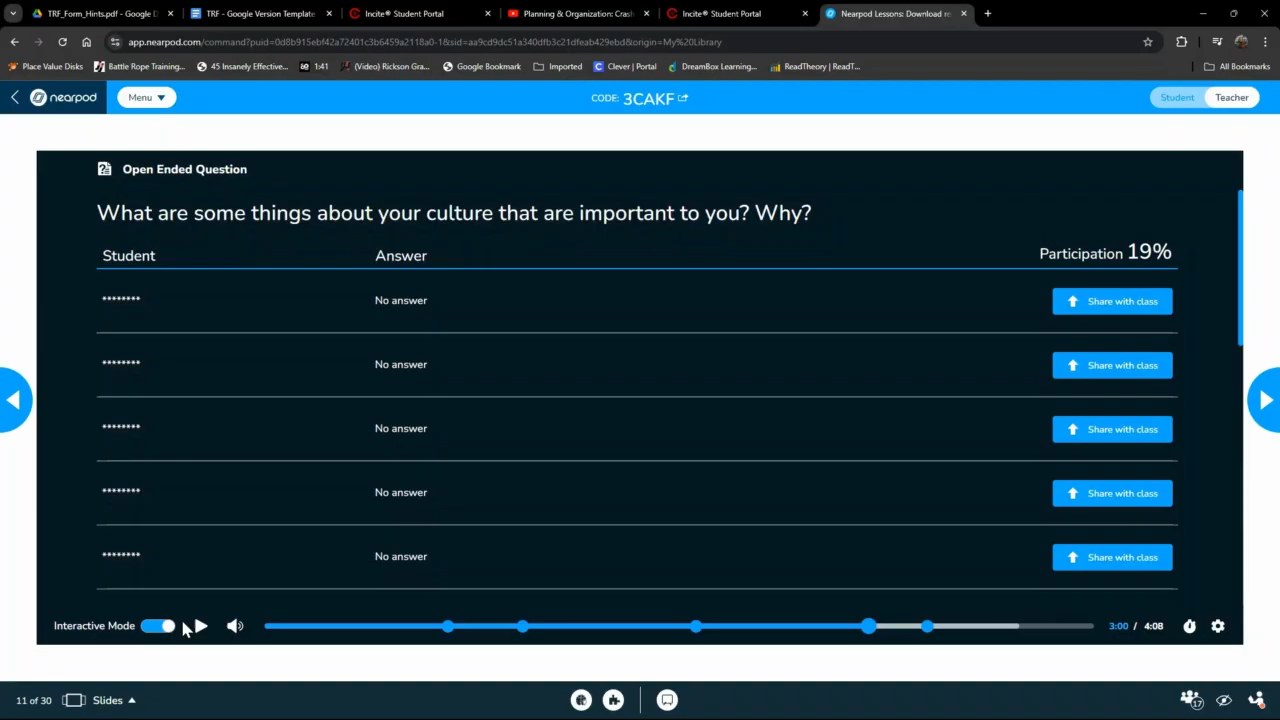 TRF_Form_Hints.pdf - Google D
TRF - Google Version Template
Incite® Student Portal
Planning & Organization: Crash
Incite® Student Portal
Nearpod Lessons: Download re
app.nearpod.com/command?puid=0d8b915ebf42a72401c3b6459a2118a0-1&sid=aa9cd9dc51a340dfb3c21dfeab429ebd&origin=My%20Library
Place Value Disks
Battle Rope Training...
45 Insanely Effective...
1:41
(Video) Rickson Gra...
Google Bookmark
Imported
Clever | Portal
DreamBox Learning...
ReadTheory | ReadT...
All Bookmarks
nearpod
Menu
CODE: 3CAKF
Student
Teacher
Open Ended Question
What are some things about your culture that are important to you? Why?
Student
Answer
Participation 19%
********
No answer
Share with class
********
No answer
Share with class
********
No answer
Share with class
********
No answer
Share with class
********
No answer
Share with class
Interactive Mode
3:00 / 4:08
11 of 30
Slides
17